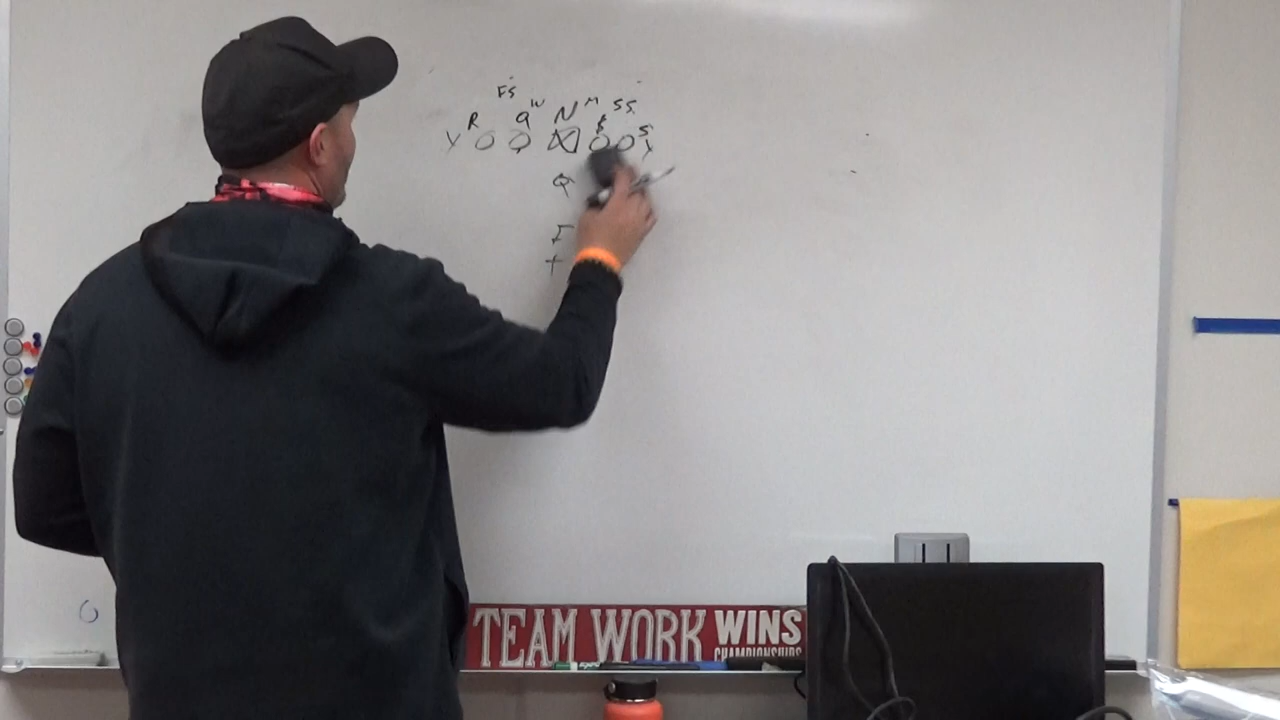 FS W M SS
R Q N $ S
Y O O O O Y
Q
F
T
TEAM WORK WINS CHAMPIONSHIPS